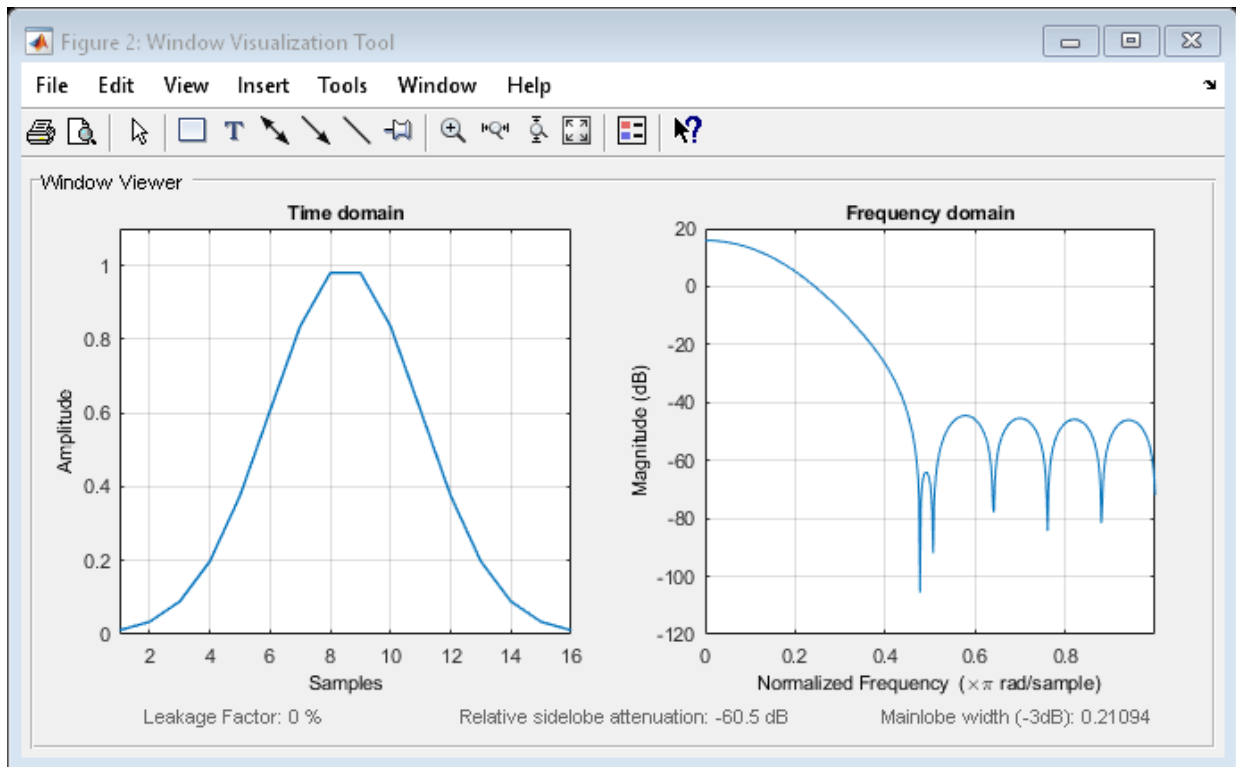 Figure 2: Window Visualization Tool
File Edit View Insert Tools Window Help
T
Window Viewer
Time domain
1
0.8
0.6
0.4
0.2
0
2 4 6 8 10 12 14 16
Amplitude
Samples
Frequency domain
20
0
-20
-40
-60
-80
-100
-120
0 0.2 0.4 0.6 0.8
Magnitude (dB)
Normalized Frequency (×π rad/sample)
Leakage Factor: 0 % Relative sidelobe attenuation: -60.5 dB Mainlobe width (-3dB): 0.21094